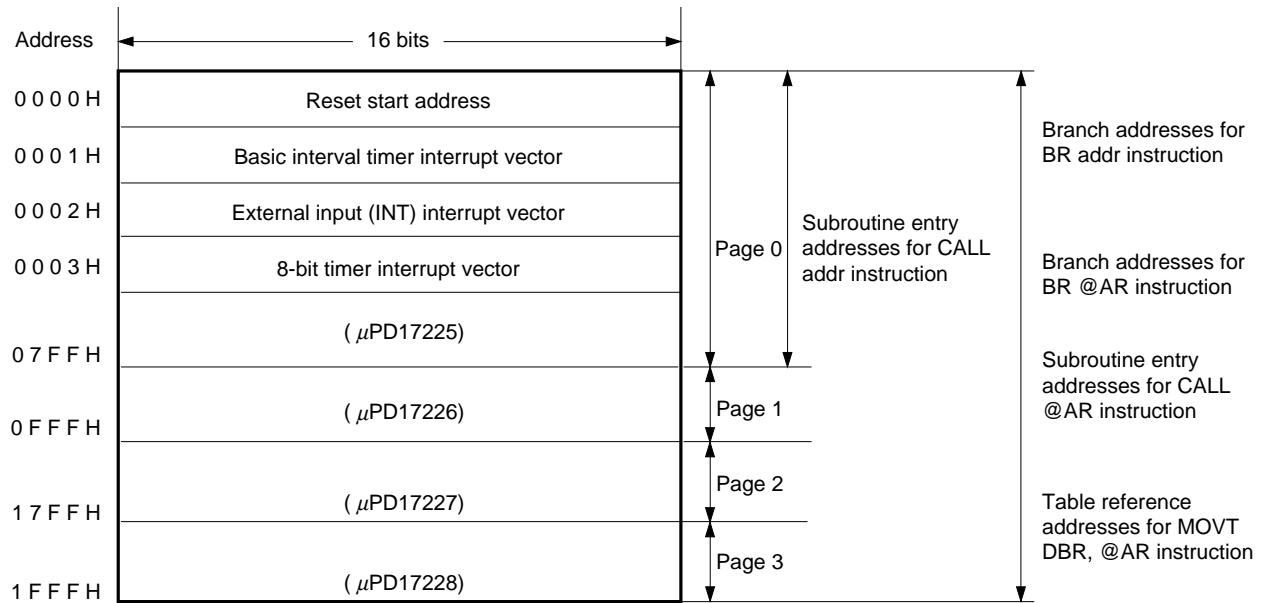 Address
16 bits
0000H
Reset start address
0001H
Basic interval timer interrupt vector
0002H
External input (INT) interrupt vector
0003H
8-bit timer interrupt vector
( μPD17225)
07FFH
( μPD17226)
0FFFH
( μPD17227)
17FFH
( μPD17228)
1FFFH
Page 0
Page 1
Page 2
Page 3
Subroutine entry
addresses for CALL
addr instruction
Branch addresses for
BR addr instruction
Branch addresses for
BR @AR instruction
Subroutine entry
addresses for CALL
@AR instruction
Table reference
addresses for MOVT
DBR, @AR instruction